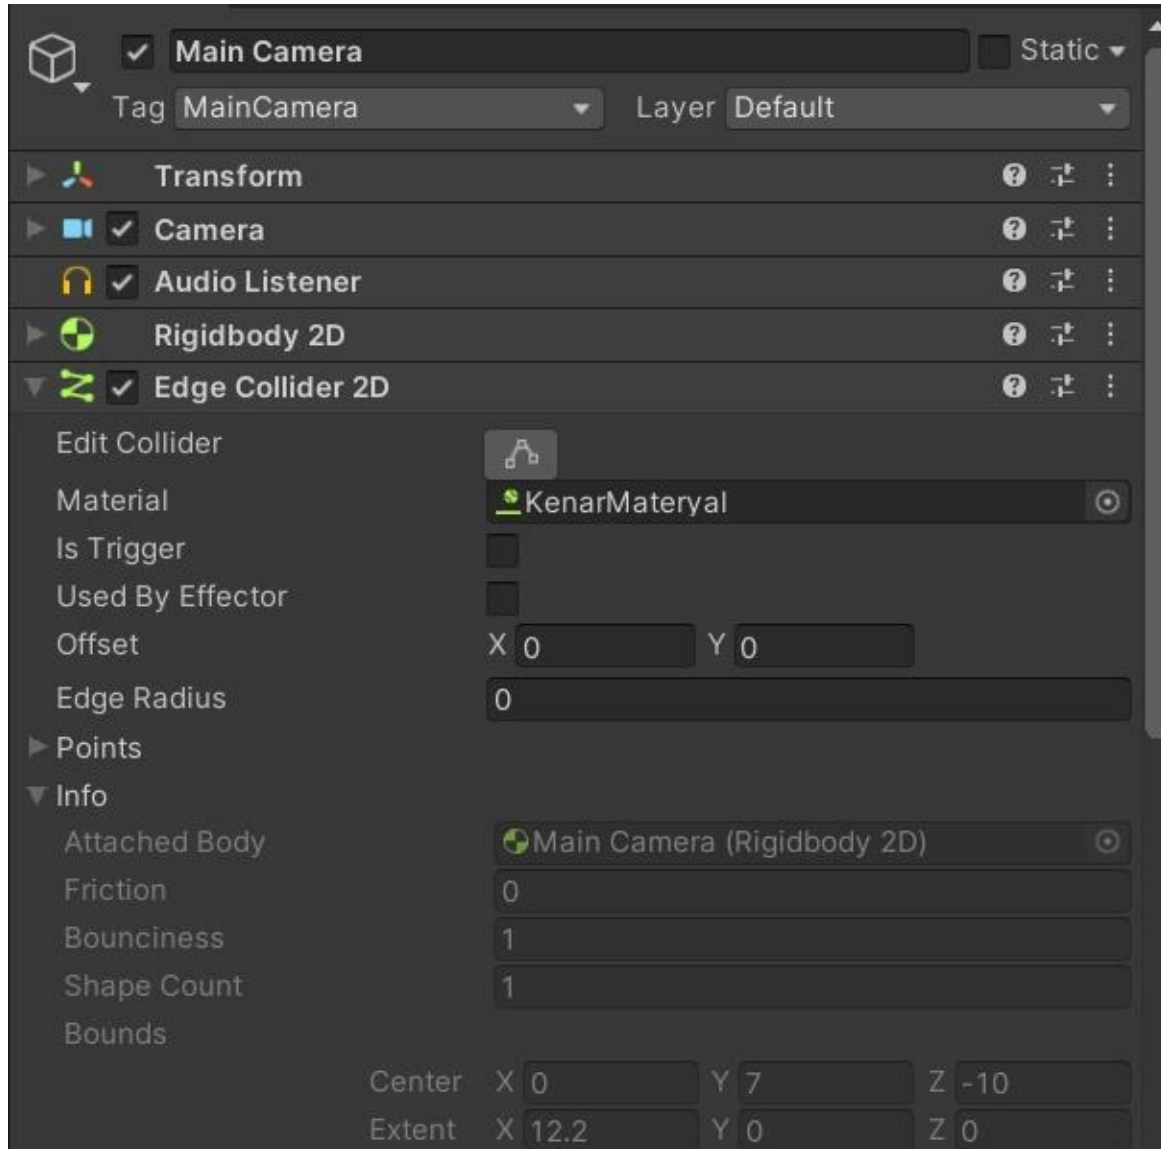 Main Camera Static
Tag MainCamera Layer Default
Transform
Camera
Audio Listener
Rigidbody 2D
Edge Collider 2D
Edit Collider
Material KenarMateryal
Is Trigger
Used By Effector
Offset X 0 Y 0
Edge Radius 0
Points
Info
Attached Body Main Camera (Rigidbody 2D)
Friction 0
Bounciness 1
Shape Count 1
Bounds
Center X 0 Y 7 Z -10
Extent X 12.2 Y 0 Z 0